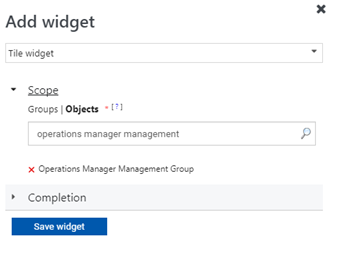 Add widget
Tile widget
Scope
Groups | Objects * [?]
operations manager management
Operations Manager Management Group
Completion
Save widget